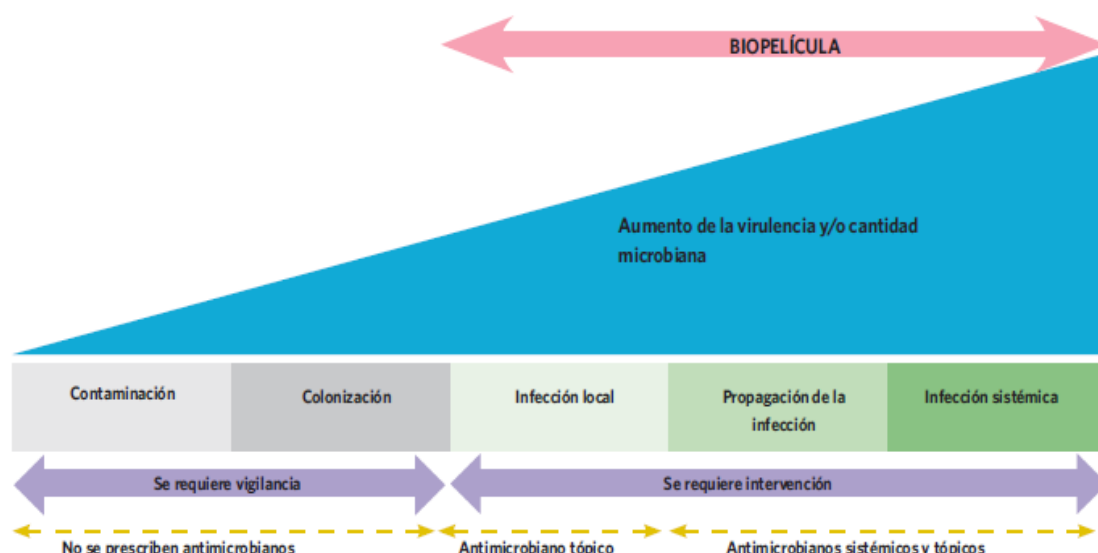 BIOPELÍCULA
Aumento de la virulencia y/o cantidad
microbiana
Contaminación
Colonización
Infección local
Propagación de la
infección
Infección sistémica
Se requiere vigilancia
Se requiere intervención
No se prescriben antimicrobianos
Antimicrobiano tópico
Antimicrobianos sistémicos y tópicos